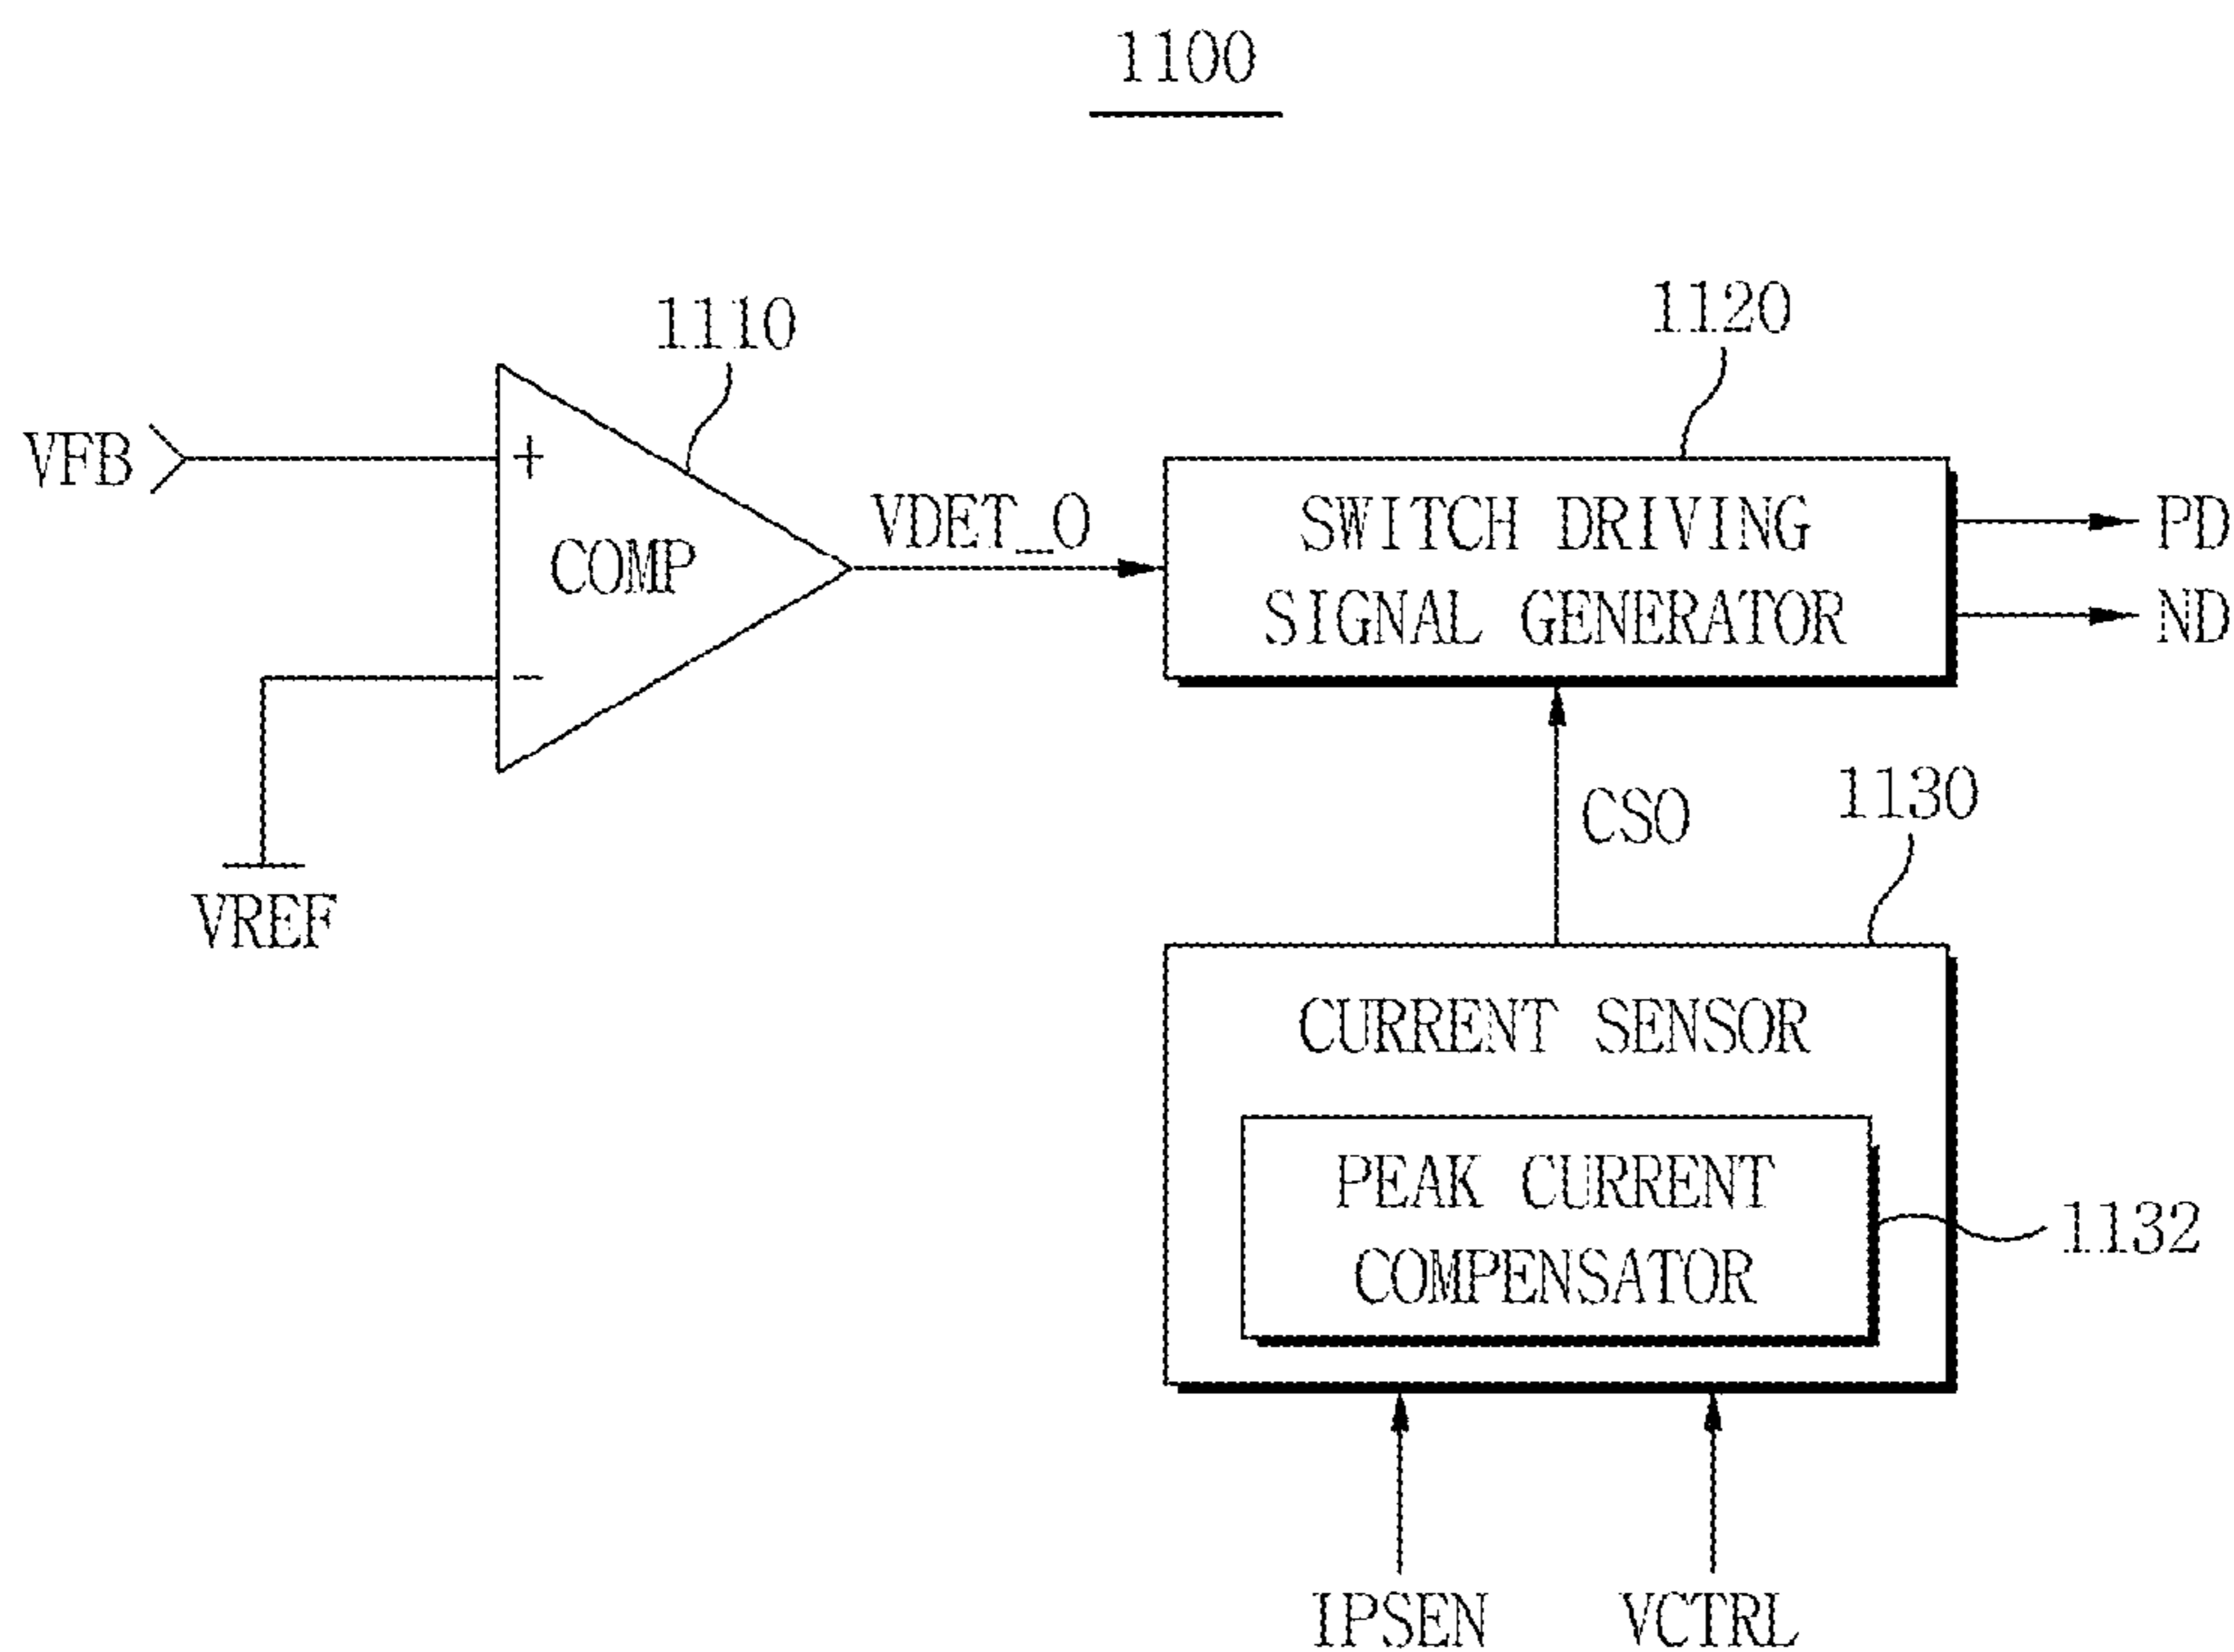 1100
1110
1120
VFB
+
COMP
-
VREF
VDET_O
SWITCH DRIVING
SIGNAL GENERATOR
PD
ND
CSO
1130
CURRENT SENSOR
PEAK CURRENT
COMPENSATOR
1132
IPSEN
VCTRL